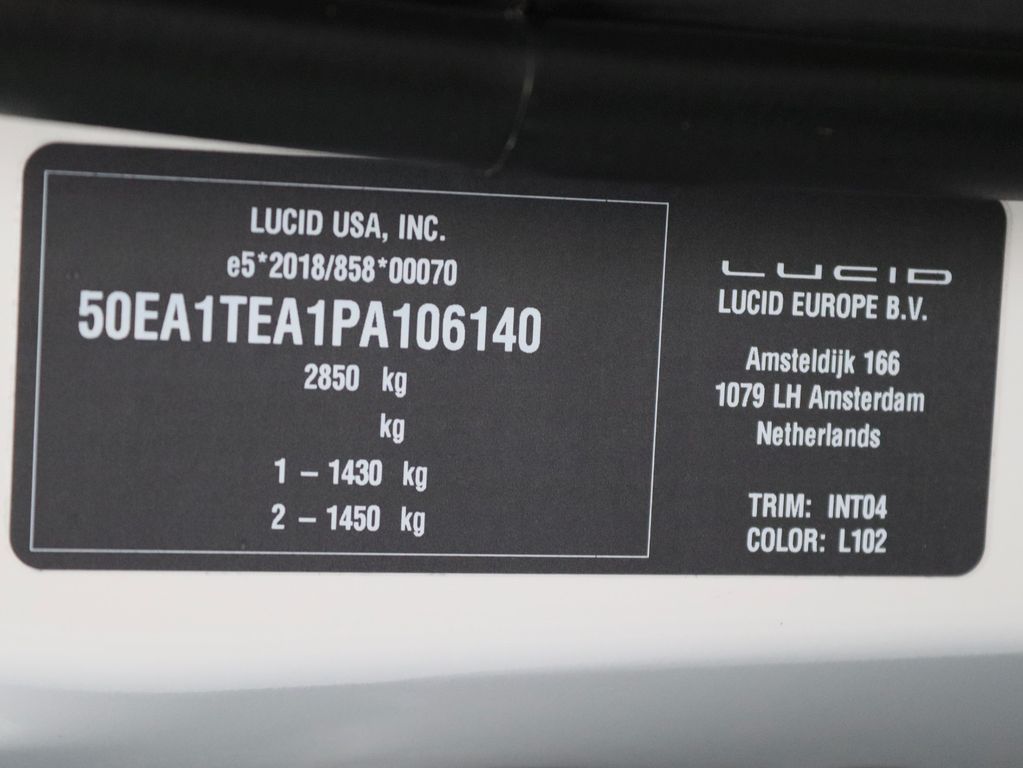 LUCID USA, INC.
e5*2018/858*00070
50EA1TEA1PA106140
2850 kg
kg
1 – 1430 kg
2 – 1450 kg
LUCID
LUCID EUROPE B.V.
Amsteldijk 166
1079 LH Amsterdam
Netherlands
TRIM: INT04
COLOR: L102